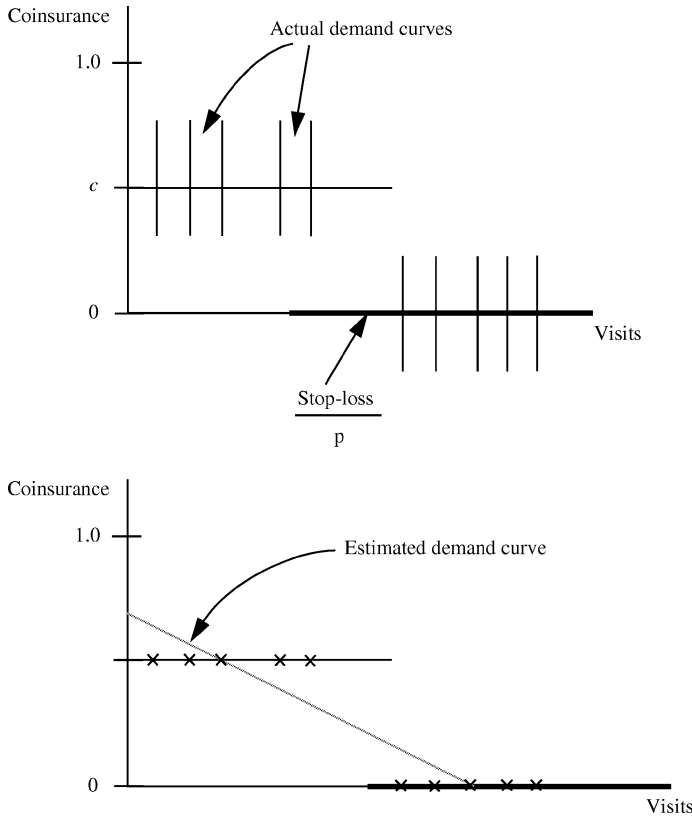 Coinsurance
Actual demand curves
1.0
c
0
Visits
Stop-loss
p
Coinsurance
1.0
Estimated demand curve
0
Visits